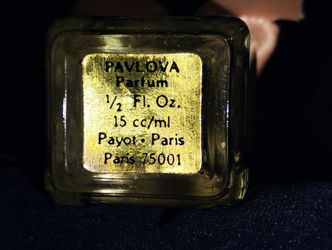 PAVLOVA
Parfum
½ Fl. Oz.
15 cc/ml
Payot • Paris
Paris 75001